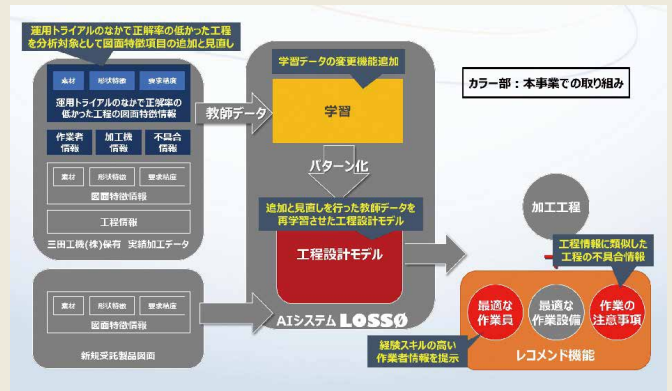 運用トライアルのなかで正解率の低かった工程
を分析対象として図面特徴項目の追加と見直し
素材 形状特徴 要求精度
運用トライアルのなかで正解率の
低かった工程の図面特徴情報
作業者
情報
加工機
情報
不具合
情報
素材 形状特徴 要求精度
図面特徴情報
工程情報
三田工機(株)保有 実績加工データ
素材 形状特徴 要求精度
図面特徴情報
新規受託製品図面
教師データ
学習データの変更機能追加
学習
パターン化
追加と見直しを行った教師データを
再学習させた工程設計モデル
工程設計モデル
AIシステム LOSSØ
カラー部：本事業での取り組み
加工工程
工程情報に類似した
工程の不具合情報
最適な
作業員
最適な
作業設備
作業の
注意事項
経験スキルの高い
作業者情報を提示
レコメンド機能